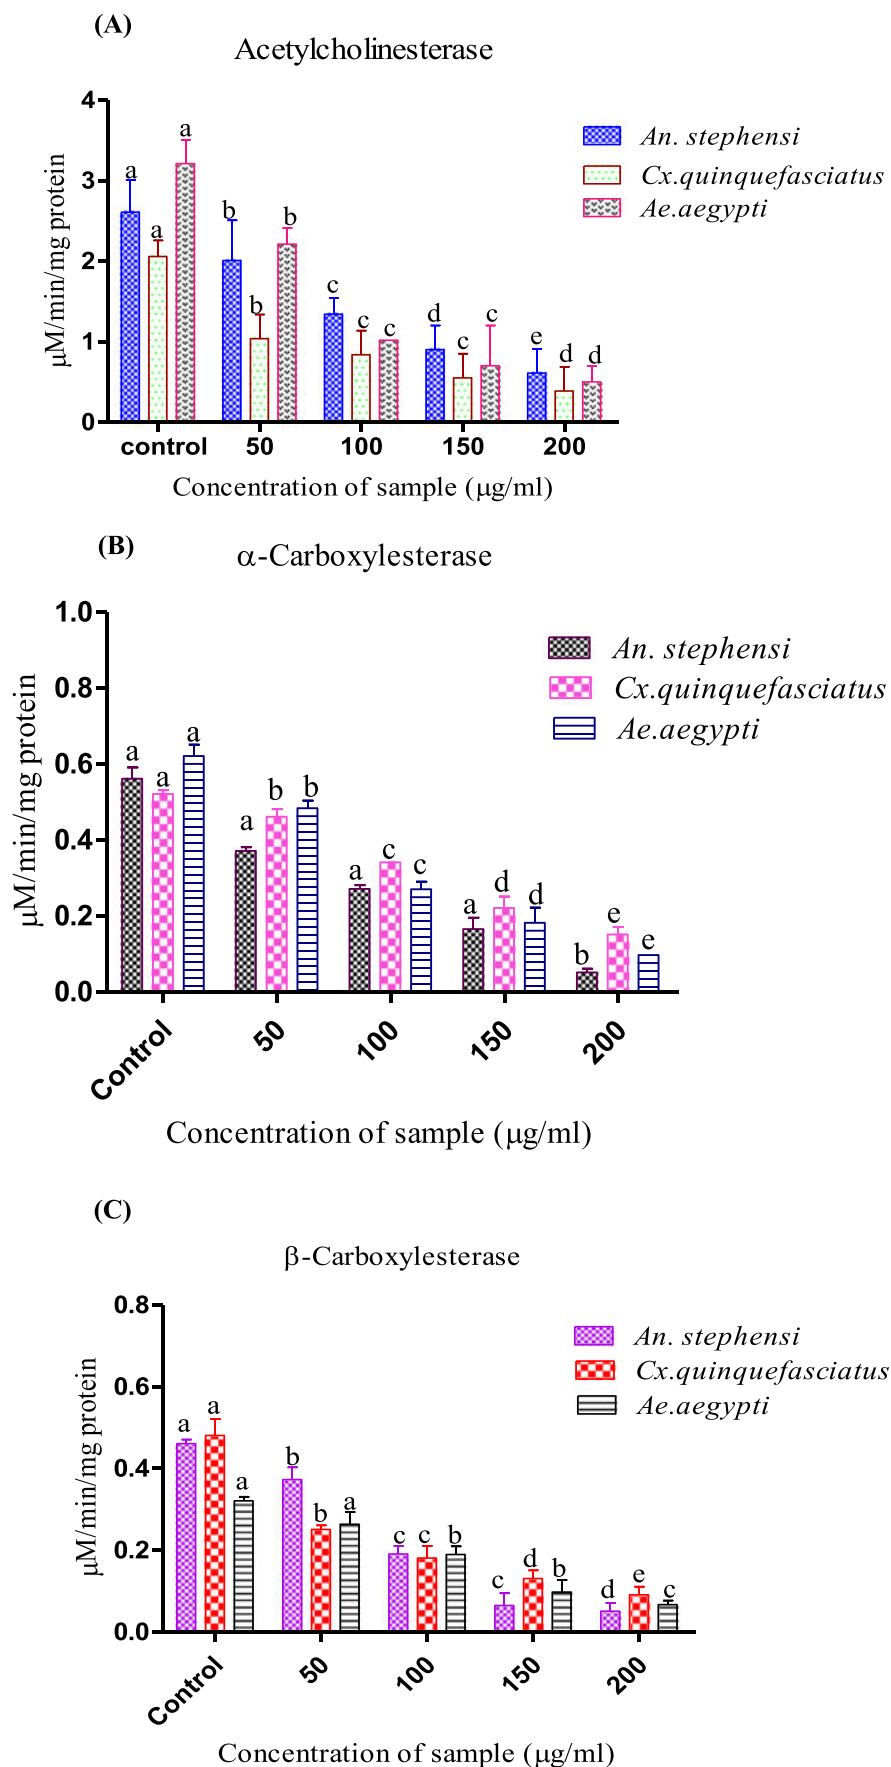 (A)
Acetylcholinesterase
4
3
2
1
0
μM/min/mg protein
a a a
b b b
c c c
d c c
e d d
An. stephensi
Cx.quinquefasciatus
Ae.aegypti
control 50 100 150 200
Concentration of sample (μg/ml)
(B)
α-Carboxylesterase
1.0
0.8
0.6
0.4
0.2
0.0
μM/min/mg protein
a a a
a b b
a c c
a d d
b e e
An. stephensi
Cx.quinquefasciatus
Ae.aegypti
Control 50 100 150 200
Concentration of sample (μg/ml)
(C)
β-Carboxylesterase
0.8
0.6
0.4
0.2
0.0
μM/min/mg protein
a a a
b b a
c c b
c d b
d e c
An. stephensi
Cx.quinquefasciatus
Ae.aegypti
Control 50 100 150 200
Concentration of sample (μg/ml)